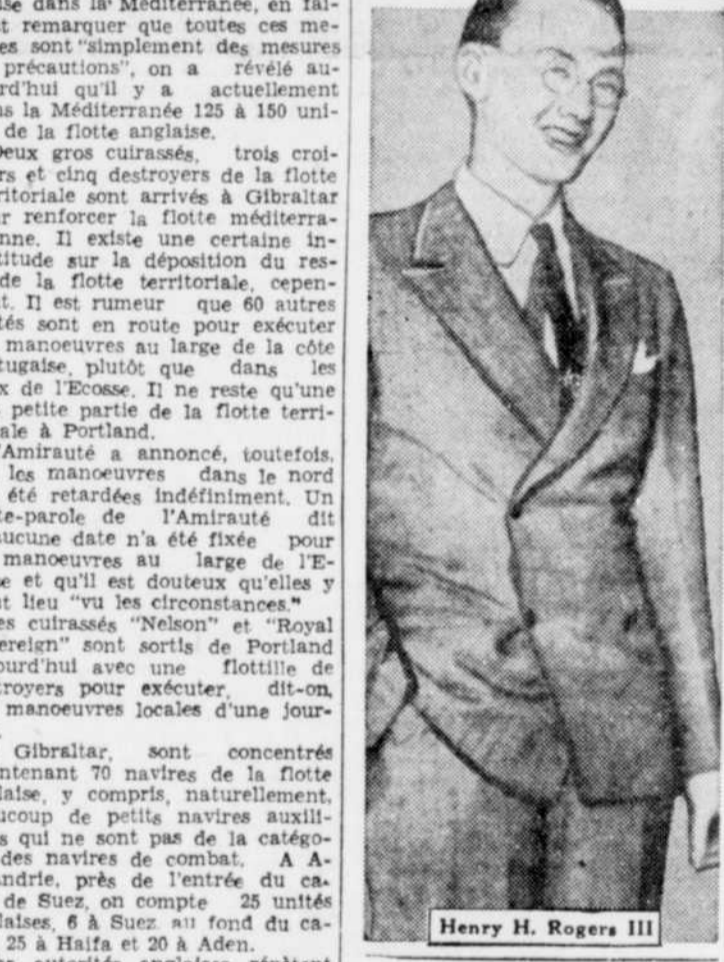 ise dans la Méditerranée, en fai-
t remarquer que toutes ces me-
es sont "simplement des mesures
précautions", on a révélé au-
urd'hui qu'il y a actuellement
ns la Méditerranée 125 à 150 uni-
de la flotte anglaise.
Deux gros cuirassés, trois croi-
rs et cinq destroyers de la flotte
ritoriale sont arrivés à Gibraltar
ur renforcer la flotte méditerra-
nne. Il existe une certaine in-
titude sur la déposition du res-
de la flotte territoriale, cepen-
t. Il est rumeur que 60 autres
tés sont en route pour exécuter
manoeuvres au large de la côte
tugaise, plutôt que dans les
x de l'Ecosse. Il ne reste qu'une
petite partie de la flotte terri-
ale à Portland.
'Amirauté a annoncé, toutefois,
les manoeuvres dans le nord
été retardées indéfiniment. Un
te-parole de l'Amirauté dit
aucune date n'a été fixée pour
manoeuvres au large de l'E-
e et qu'il est douteux qu'elles y
nt lieu "vu les circonstances."
es cuirassés "Nelson" et "Royal
ereign" sont sortis de Portland
ourd'hui avec une flottille de
troyers pour exécuter, dit-on,
manoeuvres locales d'une jour-
Gibraltar, sont concentrés
ntenant 70 navires de la flotte
laise, y compris, naturellement,
ucoup de petits navires auxili-
s qui ne sont pas de la catégo-
des navires de combat. A A-
andrie, près de l'entrée du ca-
de Suez, on compte 25 unités
laises, 6 à Suez au fond du ca-
25 à Haifa et 20 à Aden.
autorités anglaises répètent
Henry H. Rogers III